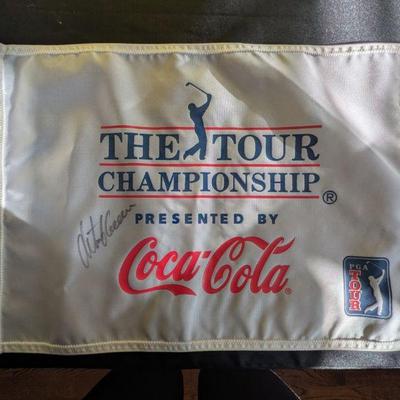 THE TOUR
CHAMPIONSHIP®
PRESENTED BY
Coca-Cola®
PGA
TOUR